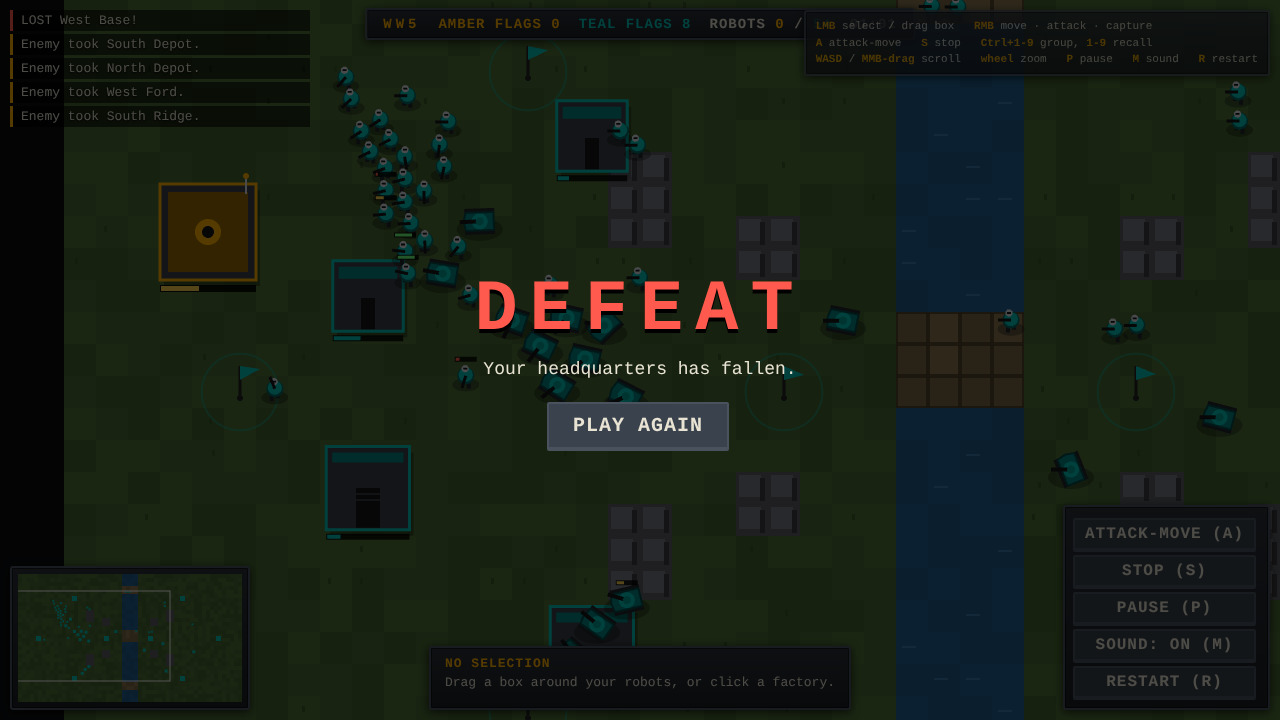 LOST West Base!
Enemy took South Depot.
Enemy took North Depot.
Enemy took West Ford.
Enemy took South Ridge.
WW5 AMBER FLAGS 0 TEAL FLAGS 8 ROBOTS 0 /
LMB select / drag box RMB move · attack · capture
A attack-move S stop Ctrl+1-9 group, 1-9 recall
WASD / MMB-drag scroll wheel zoom P pause M sound R restart
DEFEAT
Your headquarters has fallen.
PLAY AGAIN
ATTACK-MOVE (A)
STOP (S)
PAUSE (P)
SOUND: ON (M)
RESTART (R)
NO SELECTION
Drag a box around your robots, or click a factory.